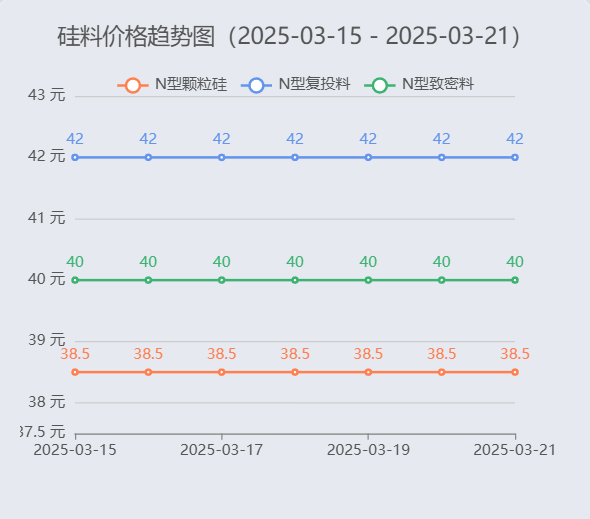 硅料价格趋势图（2025-03-15 - 2025-03-21）
N型颗粒硅 N型复投料 N型致密料
43 元
42 42 42 42 42 42 42
42 元
41 元
40 40 40 40 40 40 40
40 元
39 元
38.5 38.5 38.5 38.5 38.5 38.5 38.5
38 元
37.5 元
2025-03-15 2025-03-17 2025-03-19 2025-03-21